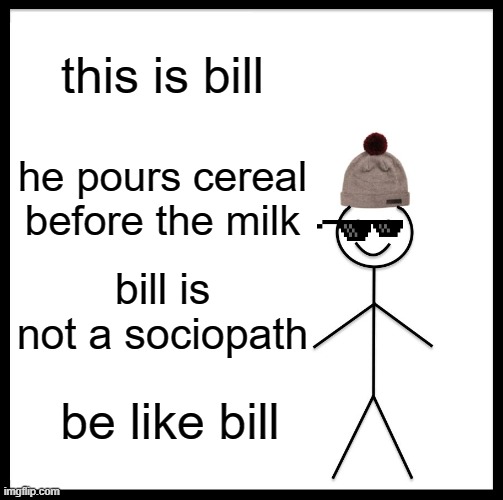 this is bill
he pours cereal
before the milk
bill is
not a sociopath
be like bill
imgflip.com